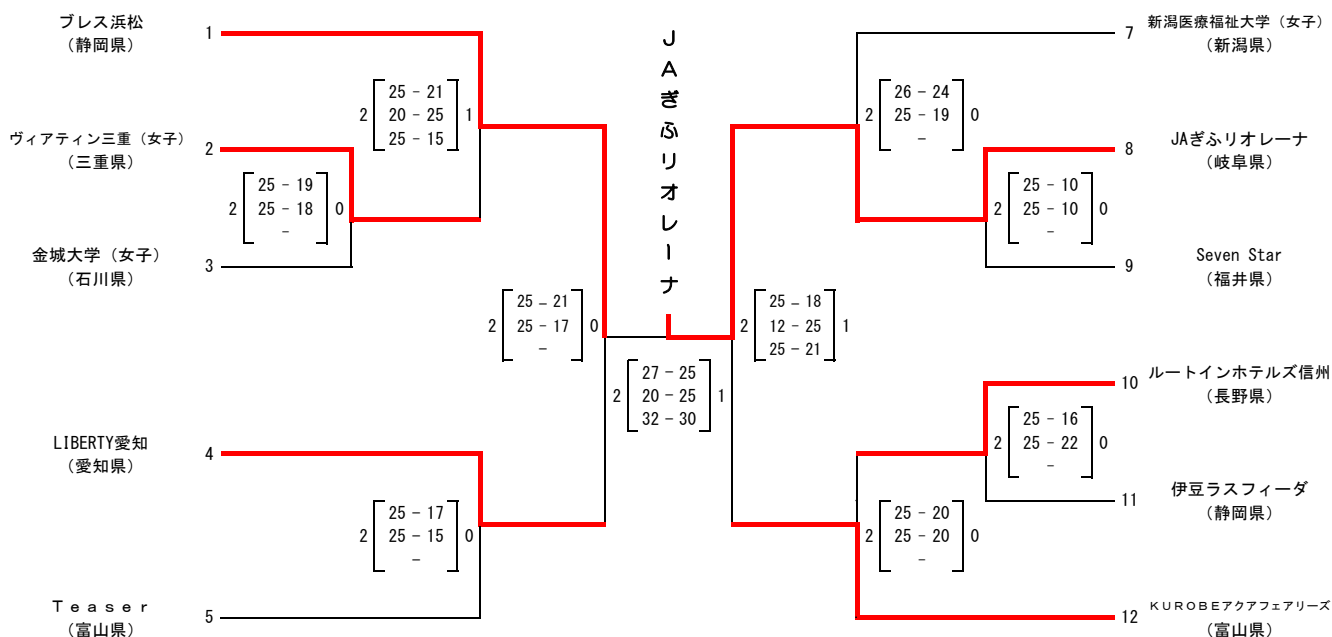 ブレス浜松
（静岡県）
1
ヴィアティン三重（女子）
（三重県）
2
金城大学（女子）
（石川県）
3
LIBERTY愛知
（愛知県）
4
Ｔｅａｓｅｒ
（富山県）
5
2 25 － 21 1
20 － 25
25 － 15
2 25 － 19 0
25 － 18
－
2 25 － 21 0
25 － 17
－
2 25 － 17 0
25 － 15
－
ＪＡぎふリオレーナ
2 27 － 25 1
20 － 25
32 － 30
2 26 － 24 0
25 － 19
－
2 25 － 10 0
25 － 10
－
2 25 － 18 1
12 － 25
25 － 21
2 25 － 16 0
25 － 22
－
2 25 － 20 0
25 － 20
－
7
新潟医療福祉大学（女子）
（新潟県）
8
JAぎふリオレーナ
（岐阜県）
9
Seven Star
（福井県）
10
ルートインホテルズ信州
（長野県）
11
伊豆ラスフィーダ
（静岡県）
12
ＫＵＲＯＢＥアクアフェアリーズ
（富山県）